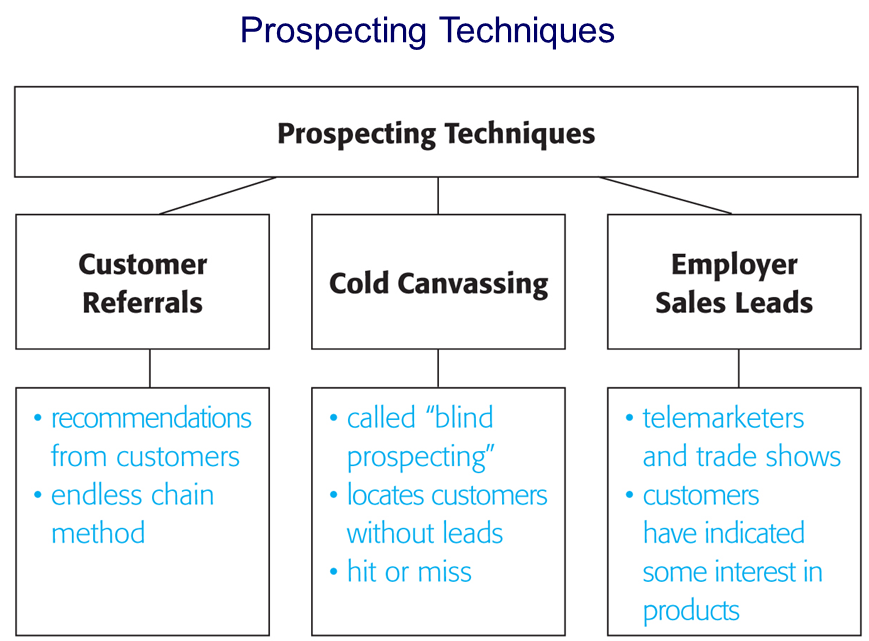 Prospecting Techniques
Prospecting Techniques
Customer
Referrals
Cold Canvassing
Employer
Sales Leads
• recommendations
from customers
• endless chain
method
• called “blind
prospecting”
• locates customers
without leads
• hit or miss
• telemarketers
and trade shows
• customers
have indicated
some interest in
products